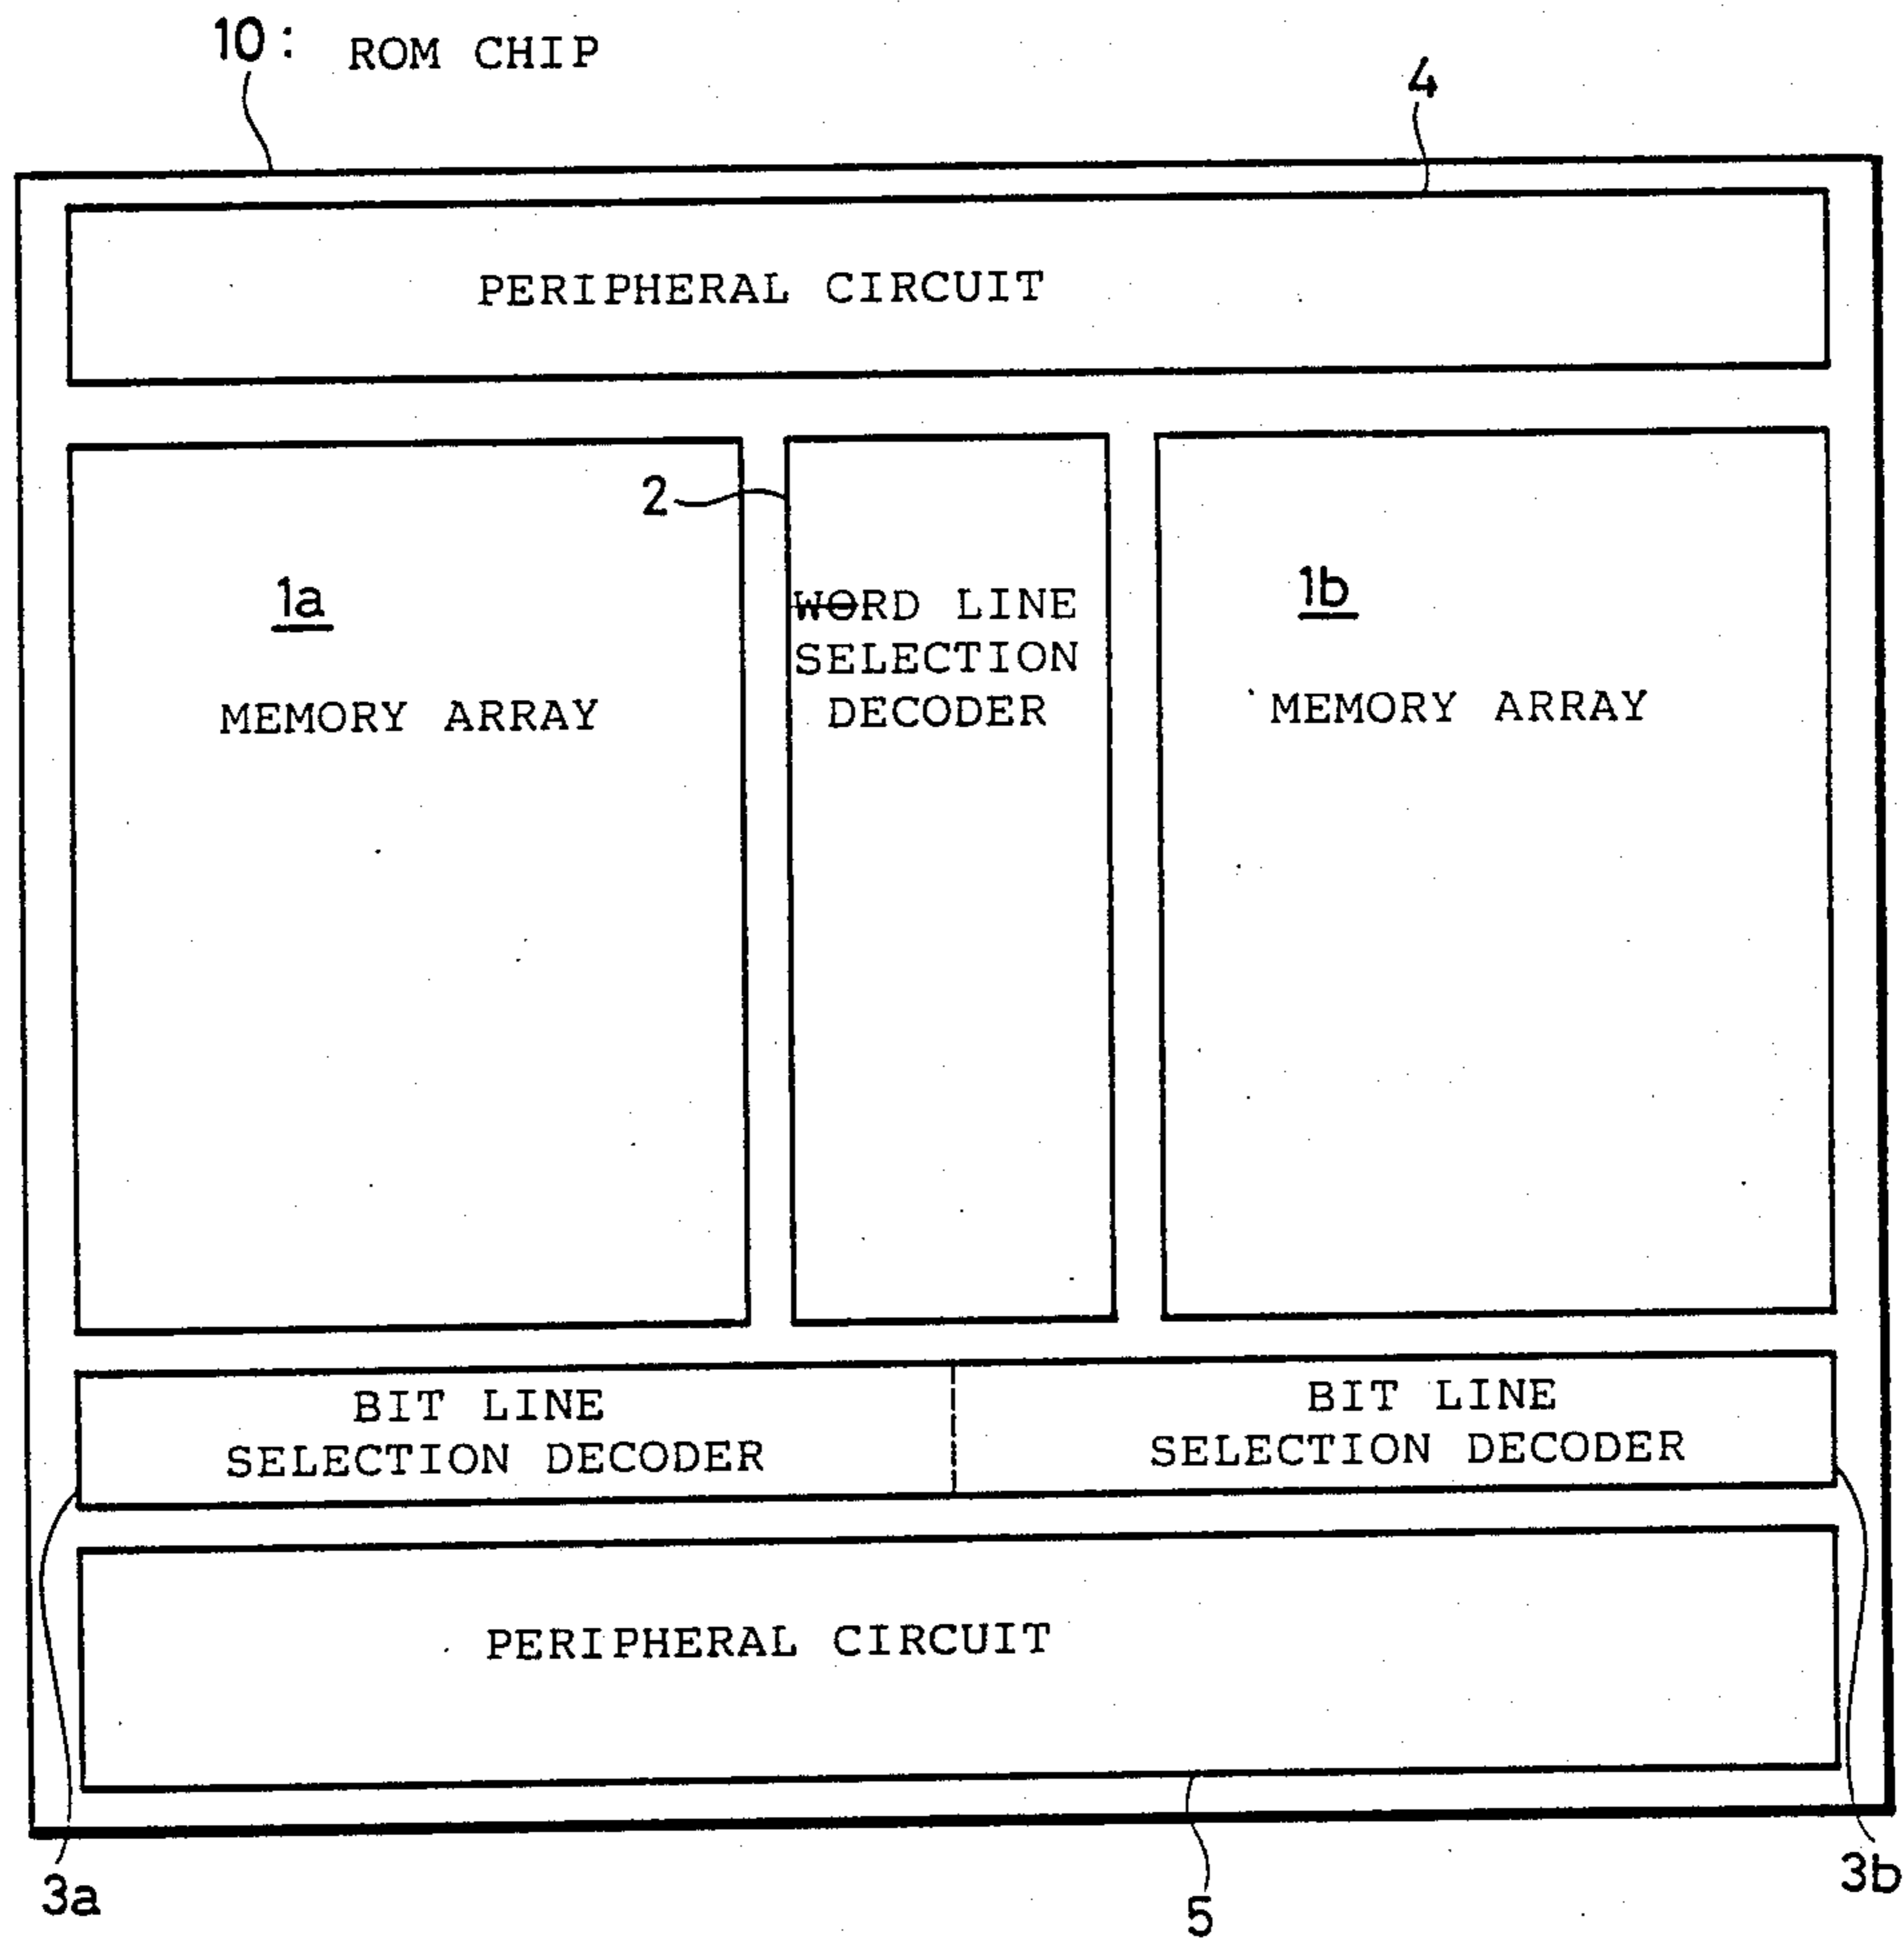 10: ROM CHIP
4
PERIPHERAL CIRCUIT
2
1a
MEMORY ARRAY
WORD LINE
SELECTION
DECODER
1b
MEMORY ARRAY
BIT LINE
SELECTION DECODER
BIT LINE
SELECTION DECODER
PERIPHERAL CIRCUIT
3a
5
3b